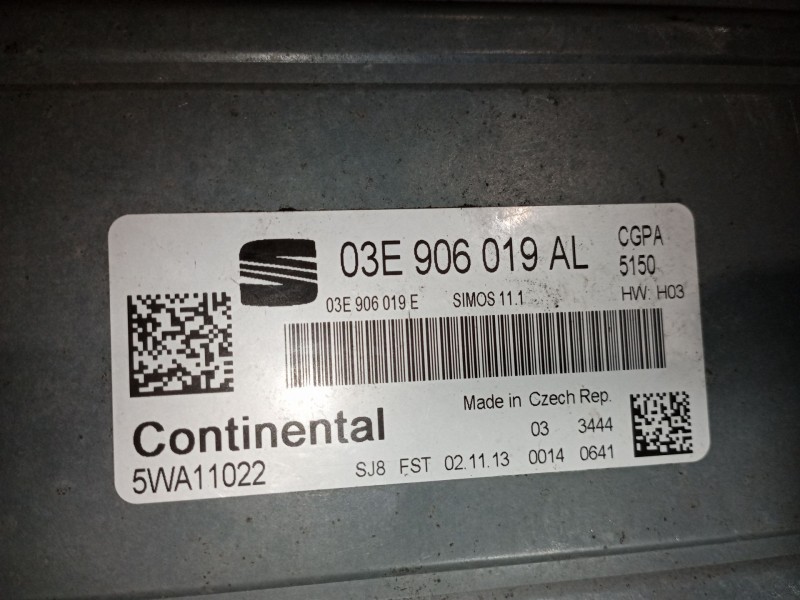 03E 906 019 AL
CGPA
5150
03E 906 019 E SIMOS 11.1 HW: H03
Made in Czech Rep.
Continental
03 3444
5WA11022
SJ8 FST 02.11.13 0014 0641